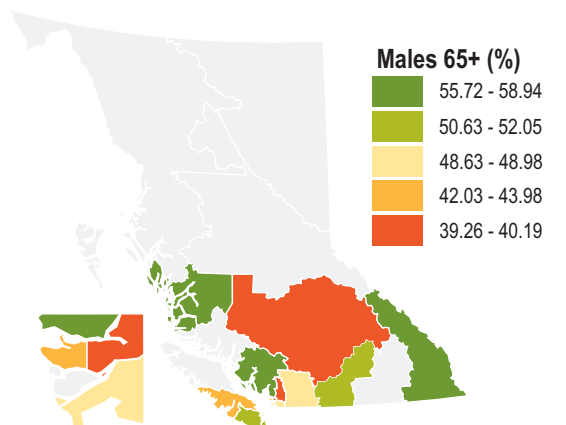 Males 65+ (%)
55.72 - 58.94
50.63 - 52.05
48.63 - 48.98
42.03 - 43.98
39.26 - 40.19